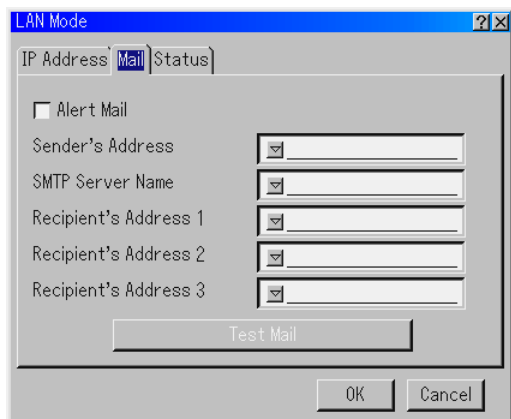 LAN Mode
IP Address Mail Status
Alert Mail
Sender's Address
SMTP Server Name
Recipient's Address 1
Recipient's Address 2
Recipient's Address 3
Test Mail
OK Cancel